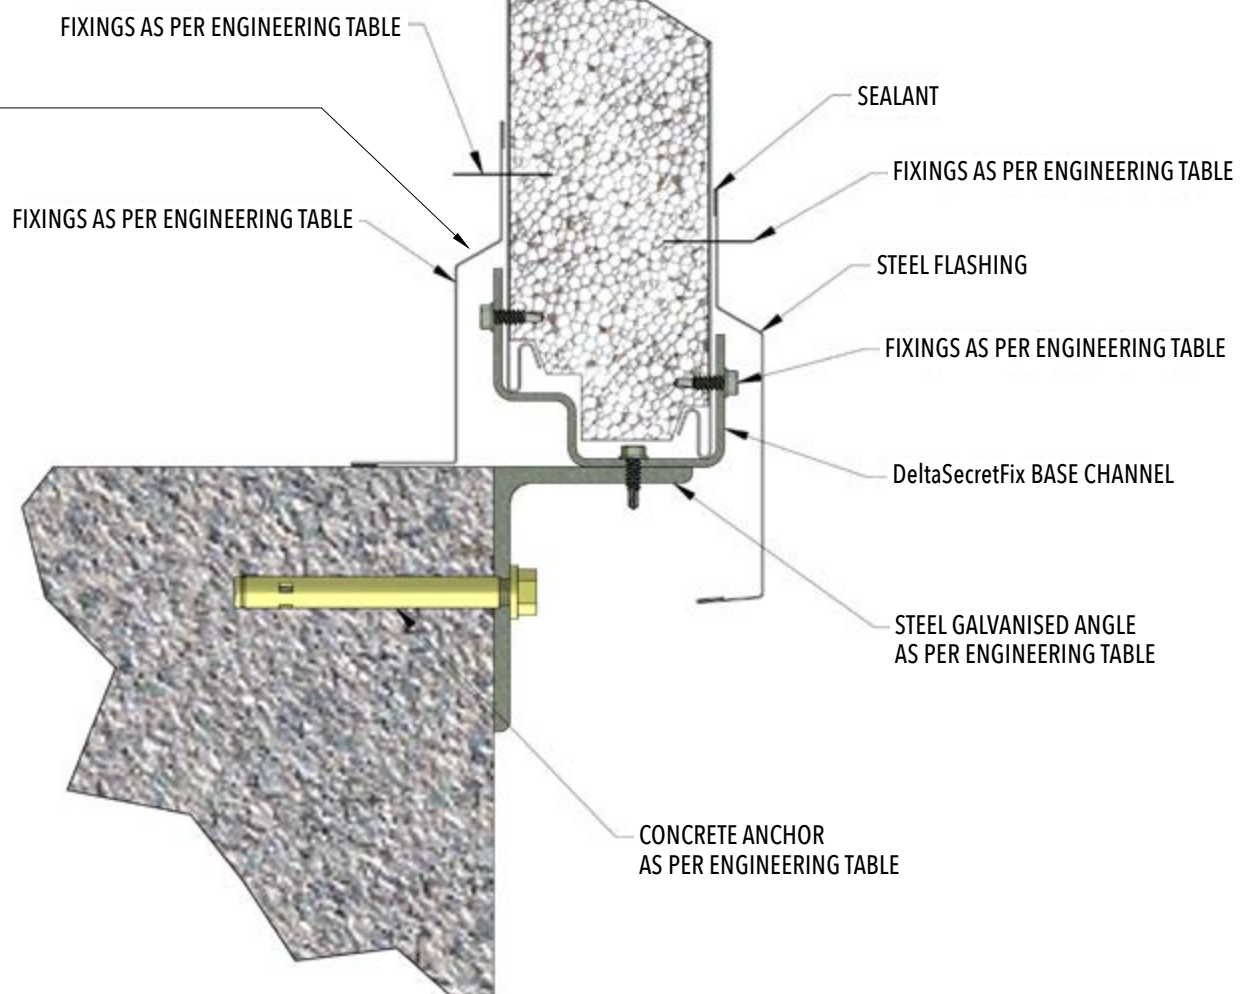 FIXINGS AS PER ENGINEERING TABLE
SEALANT
FIXINGS AS PER ENGINEERING TABLE
FIXINGS AS PER ENGINEERING TABLE
STEEL FLASHING
FIXINGS AS PER ENGINEERING TABLE
DeltaSecretFix BASE CHANNEL
STEEL GALVANISED ANGLE
AS PER ENGINEERING TABLE
CONCRETE ANCHOR
AS PER ENGINEERING TABLE